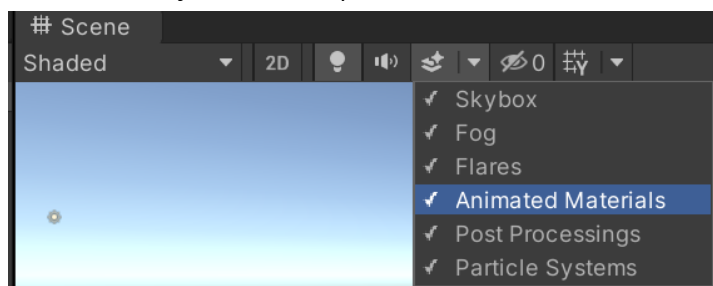 # Scene
Shaded 2D 0 Y
Skybox
Fog
Flares
Animated Materials
Post Processings
Particle Systems